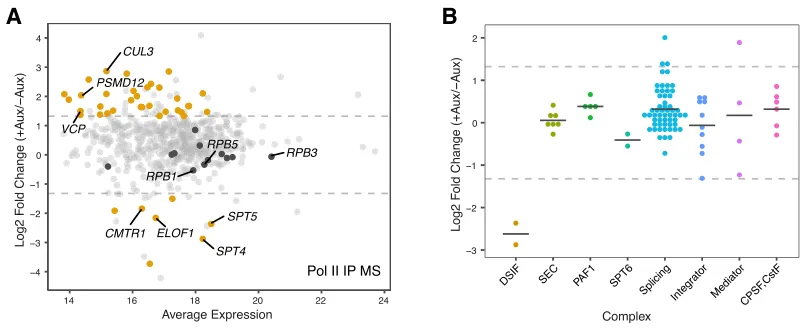 A
B
Log2 Fold Change (+Aux/−Aux)
4
3
2
1
0
−1
−2
−3
−4
CUL3
PSMD12
VCP
RPB5
RPB3
RPB1
SPT5
CMTR1
ELOF1
SPT4
Pol II IP MS
14 16 18 20 22 24
Average Expression
Log2 Fold Change (+Aux/−Aux)
2
1
0
−1
−2
−3
DSIF
SEC
PAF1
SPT6
Splicing
Integrator
Mediator
CPSF.CstF
Complex